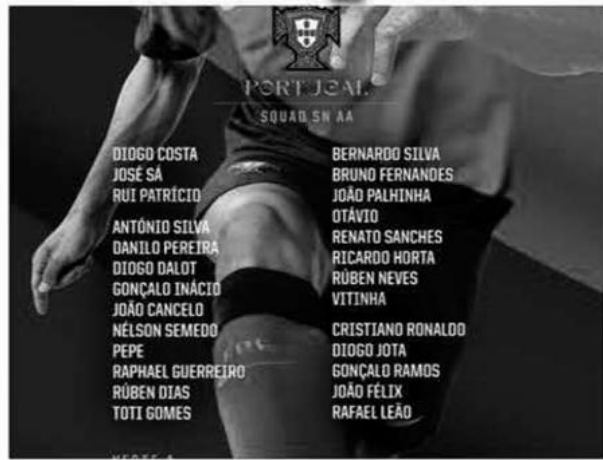 PORTUGAL
SQUAD SN AA
DIOGO COSTA
JOSÉ SÁ
RUI PATRÍCIO
ANTÓNIO SILVA
DANILO PEREIRA
DIOGO DALOT
GONÇALO INÁCIO
JOÃO CANCELO
NÉLSON SEMEDO
PEPE
RAPHAEL GUERREIRO
RÚBEN DIAS
TOTI GOMES
BERNARDO SILVA
BRUNO FERNANDES
JOÃO PALHINHA
OTÁVIO
RENATO SANCHES
RICARDO HORTA
RÚBEN NEVES
VITINHA
CRISTIANO RONALDO
DIOGO JOTA
GONÇALO RAMOS
JOÃO FÉLIX
RAFAEL LEÃO